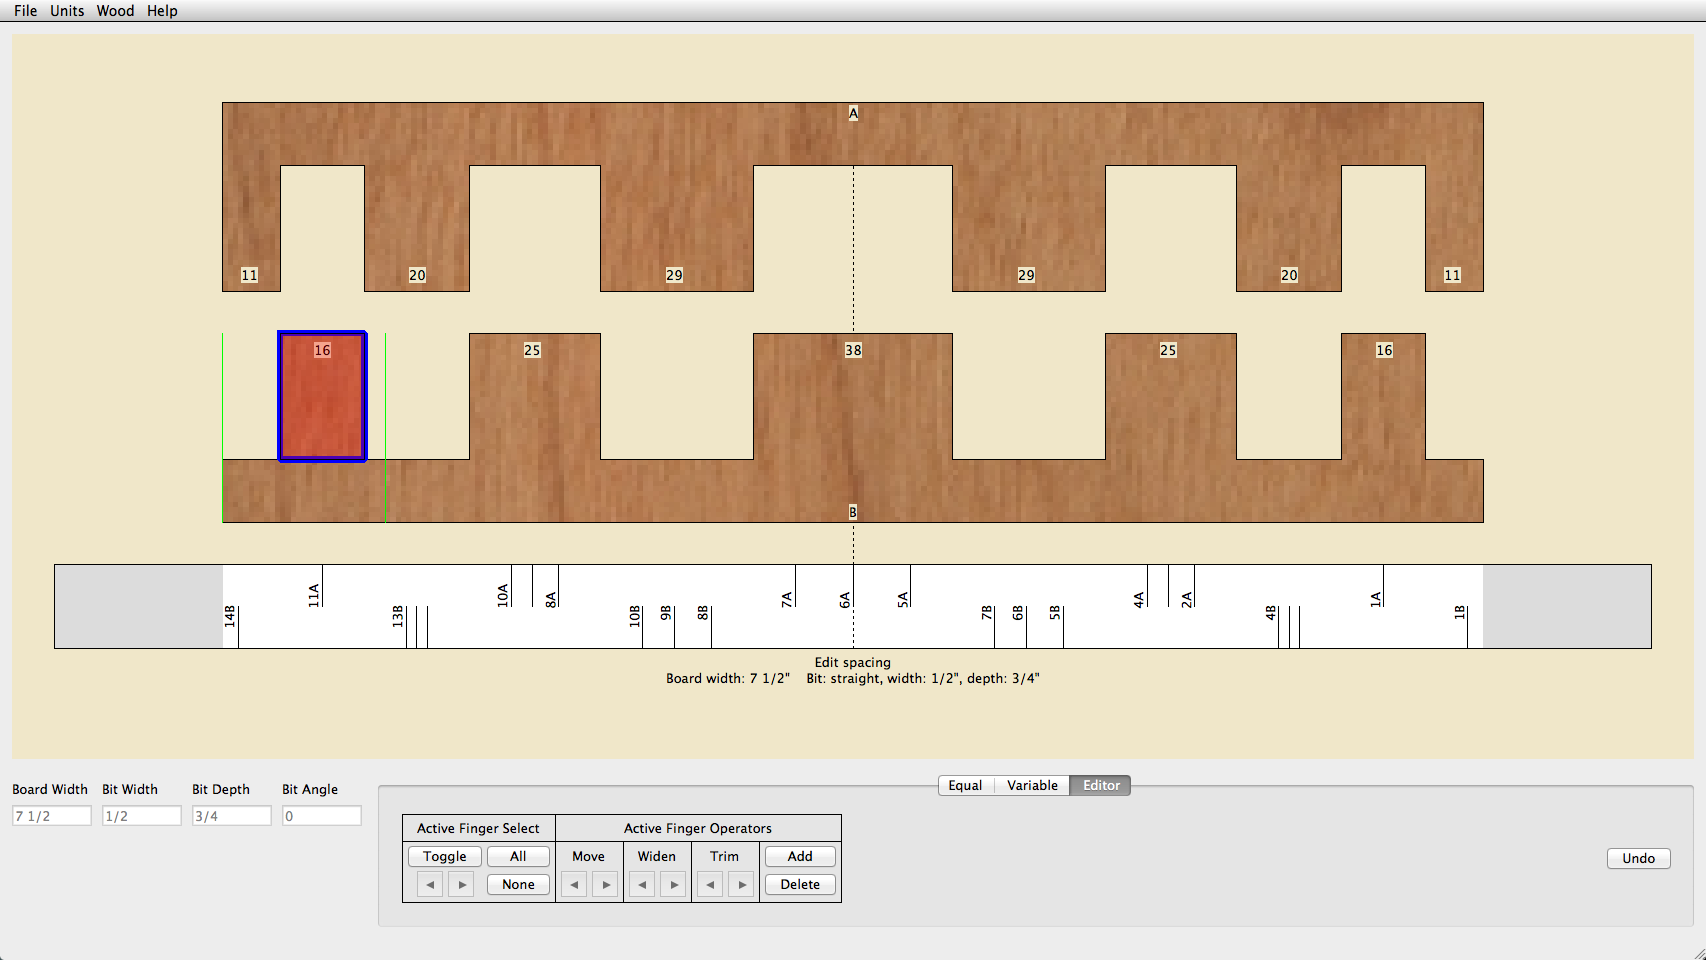 File Units Wood Help
A
11 20 29 29 20 11
16 25 38 25 16
B
11A 10A 8A 7A 6A 5A 4A 2A 1A
14B 13B 10B 9B 8B 7B 6B 5B 4B 1B
Edit spacing
Board width: 7 1/2" Bit: straight, width: 1/2", depth: 3/4"
Equal Variable Editor
Board Width Bit Width Bit Depth Bit Angle
7 1/2 1/2 3/4 0
Active Finger Select Active Finger Operators
Toggle All Move Widen Trim Add
None Delete
Undo